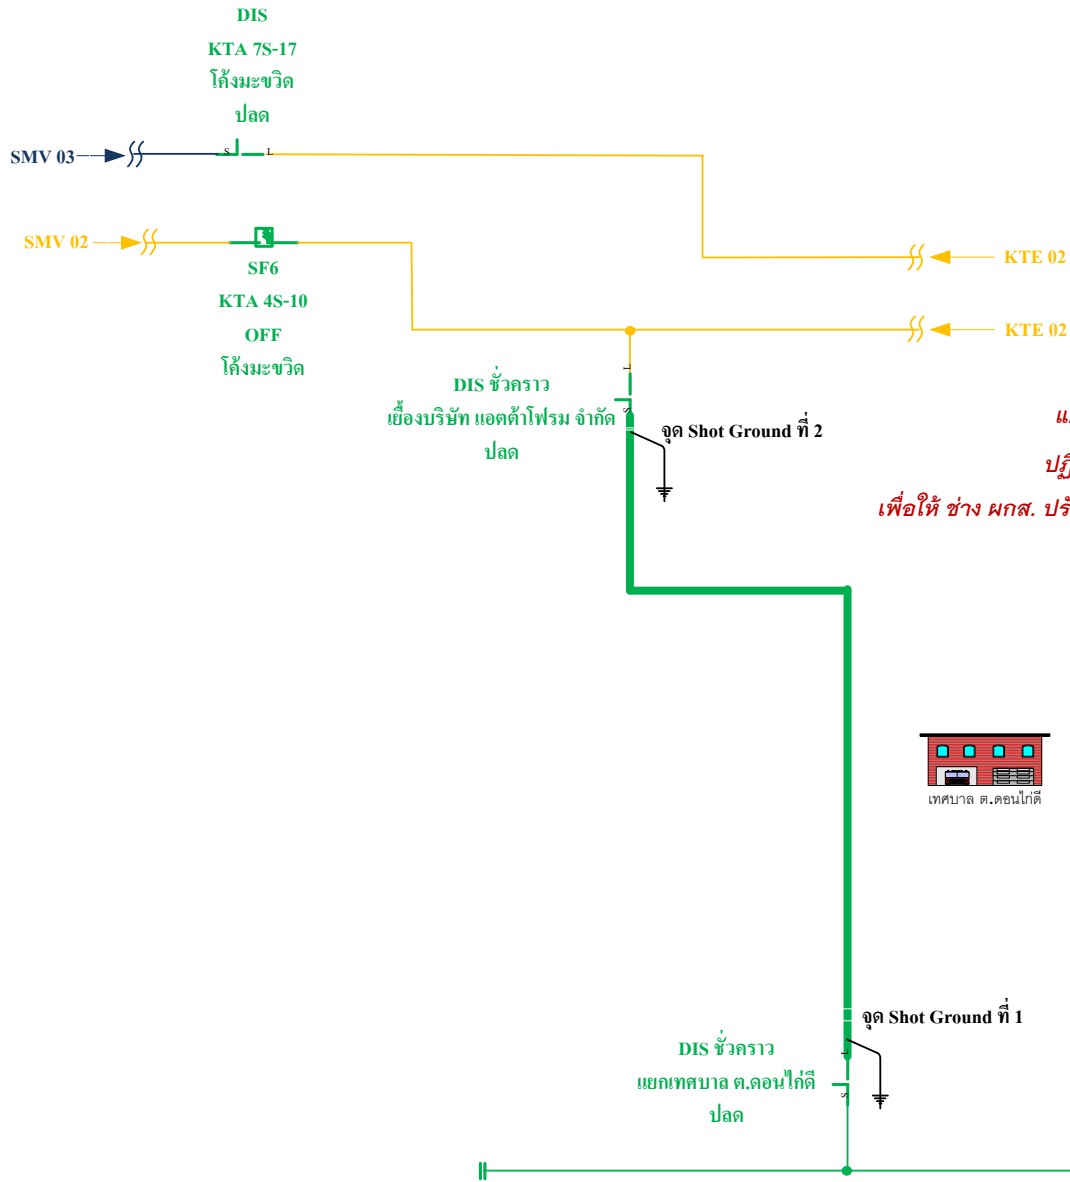 DIS
KTA 7S-17
โค้งมะขวิด
ปลด
SMV 03
S
L
SMV 02
SF6
KTA 4S-10
OFF
โค้งมะขวิด
KTE 02
KTE 02
L
S
DIS ชั่วคราว
เยื้องบริษัท แอตต้าโฟรม จำกัด
ปลด
จุด Shot Ground ที่ 2
เพื่อให้ ช่าง ผกส.
เทศบาล ต.ดอนไก่ดี
จุด Shot Ground ที่ 1
DIS ชั่วคราว
แยกเทศบาล ต.ดอนไก่ดี
ปลด
L
S